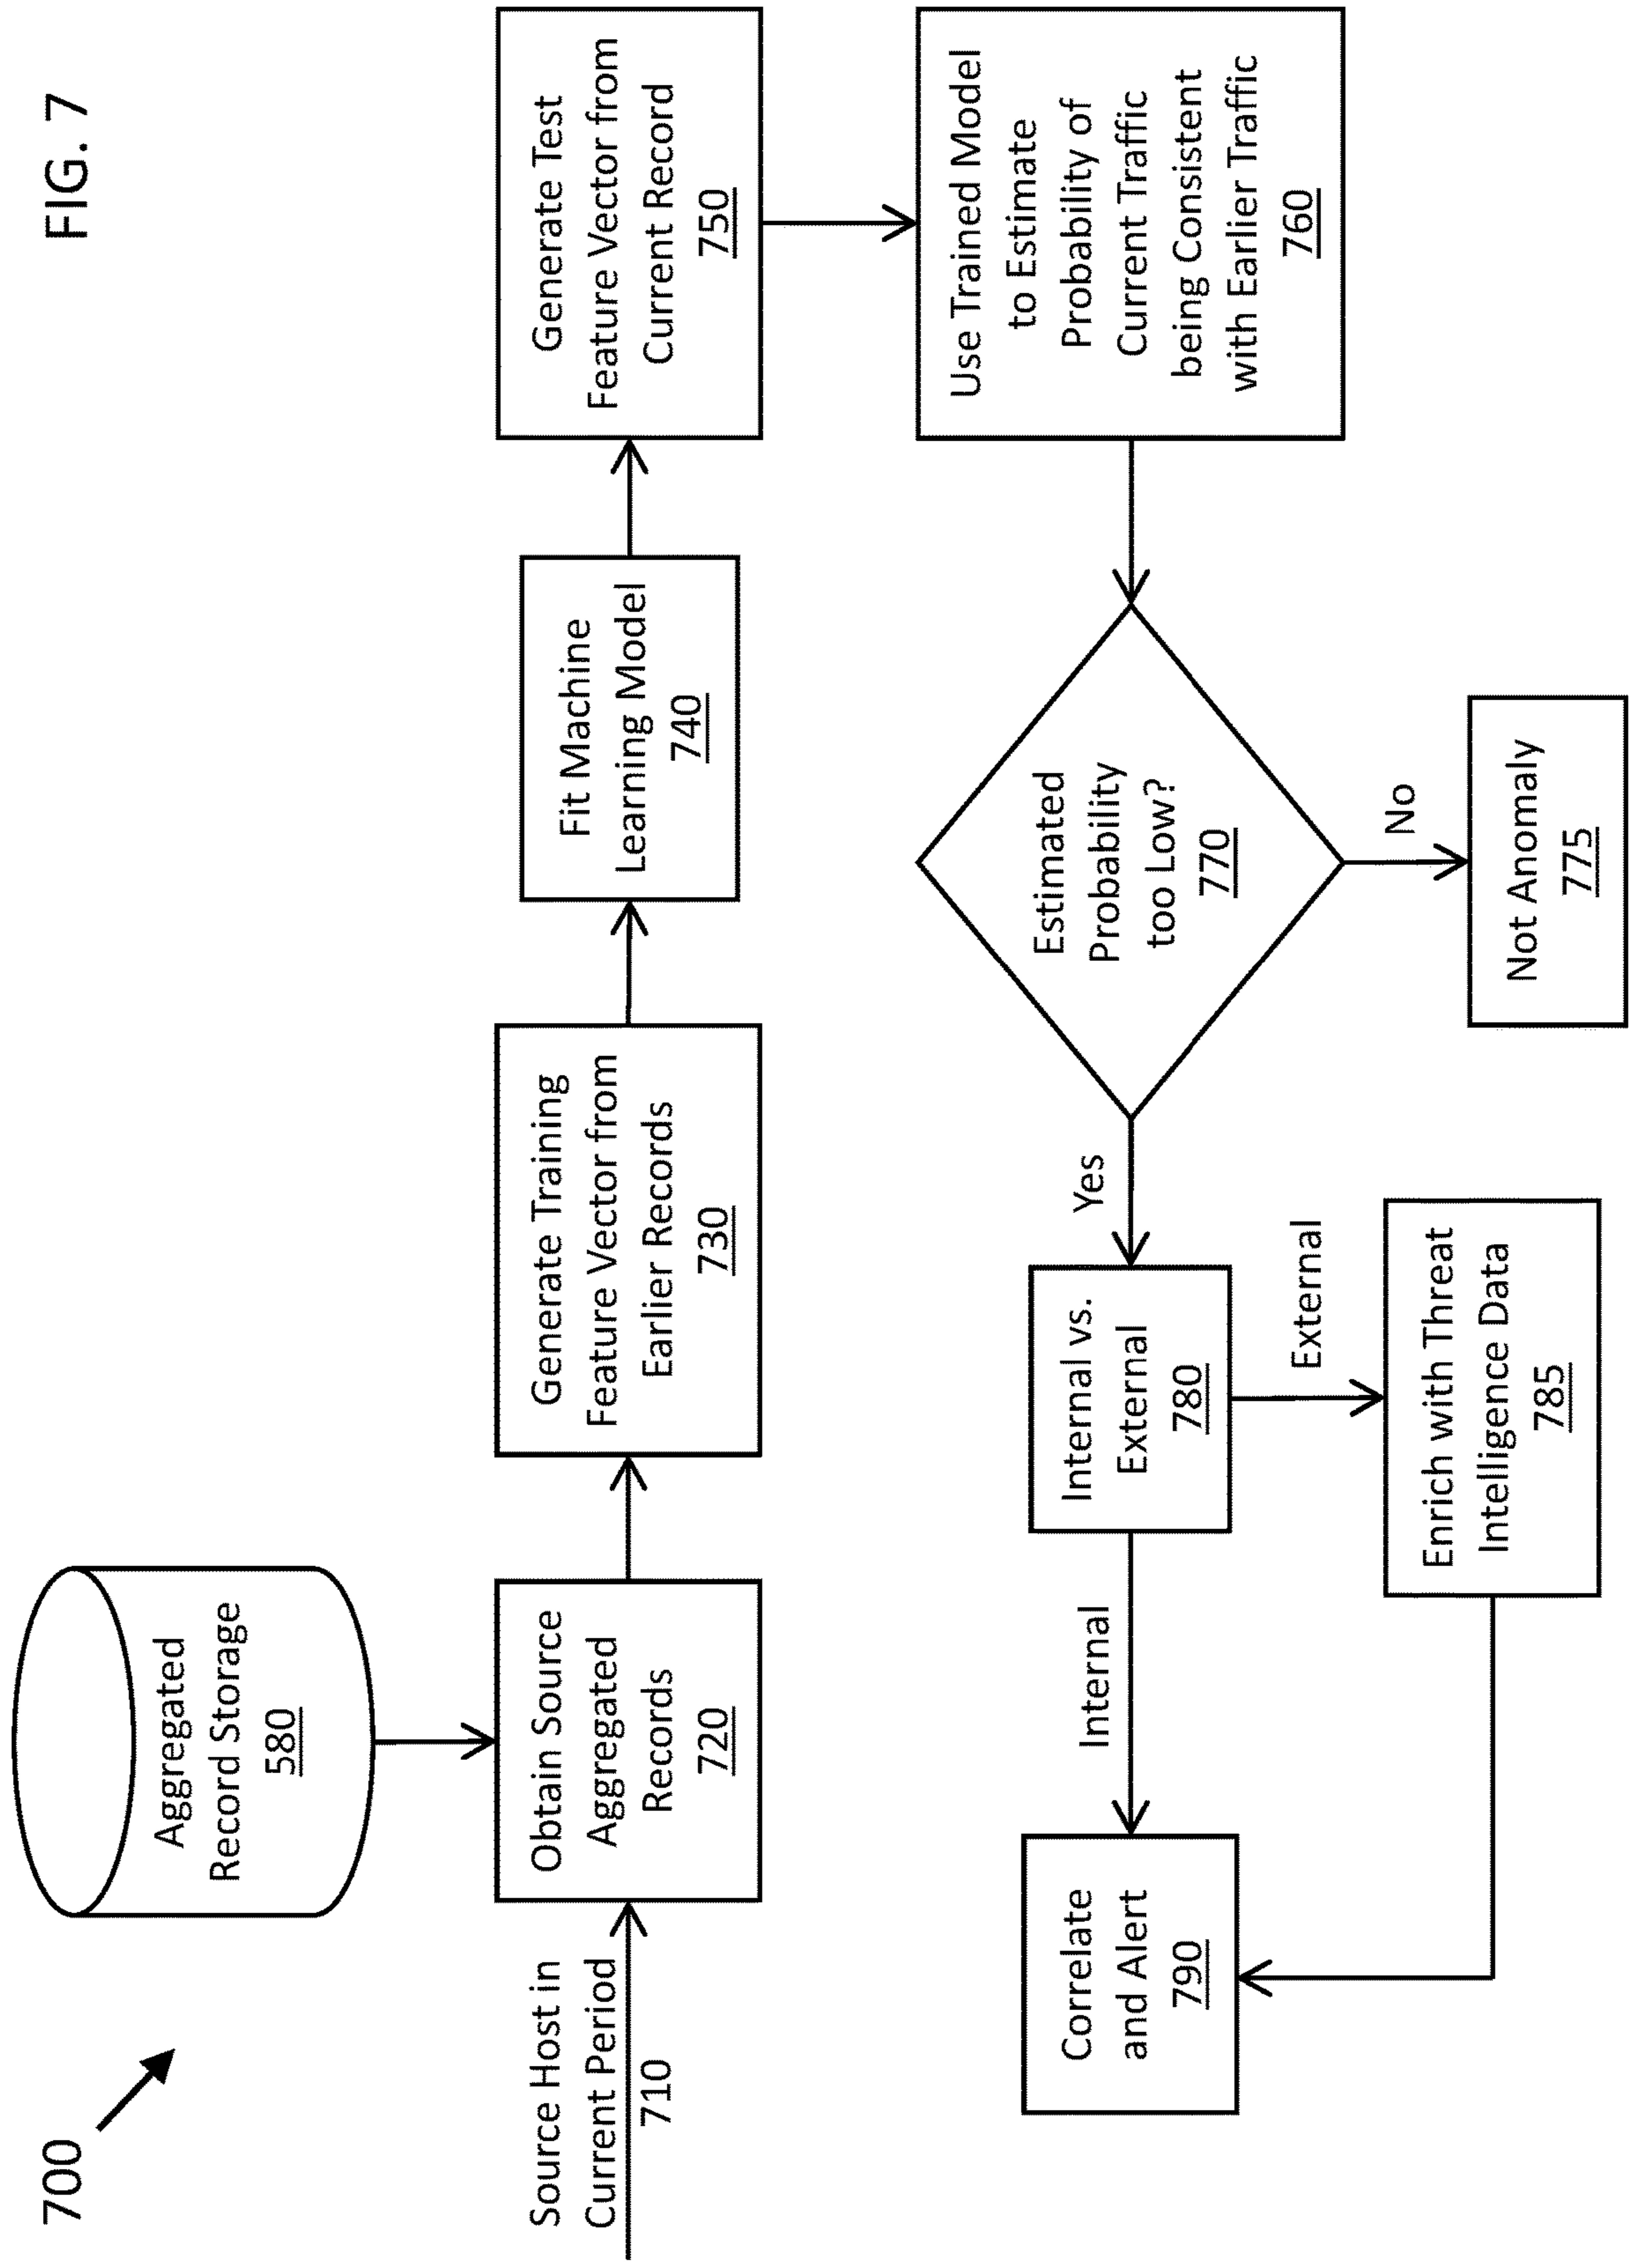 FIG. 7
700
Aggregated
Record Storage
580
Source Host in
Current Period
710
Obtain Source
Aggregated
Records
720
Generate Training
Feature Vector from
Earlier Records
730
Fit Machine
Learning Model
740
Generate Test
Feature Vector from
Current Record
750
Use Trained Model
to Estimate
Probability of
Current Traffic
being Consistent
with Earlier Traffic
760
Estimated
Probability
too Low?
770
No
Not Anomaly
775
Yes
Internal vs.
External
780
External
Enrich with Threat
Intelligence Data
785
Internal
Correlate
and Alert
790